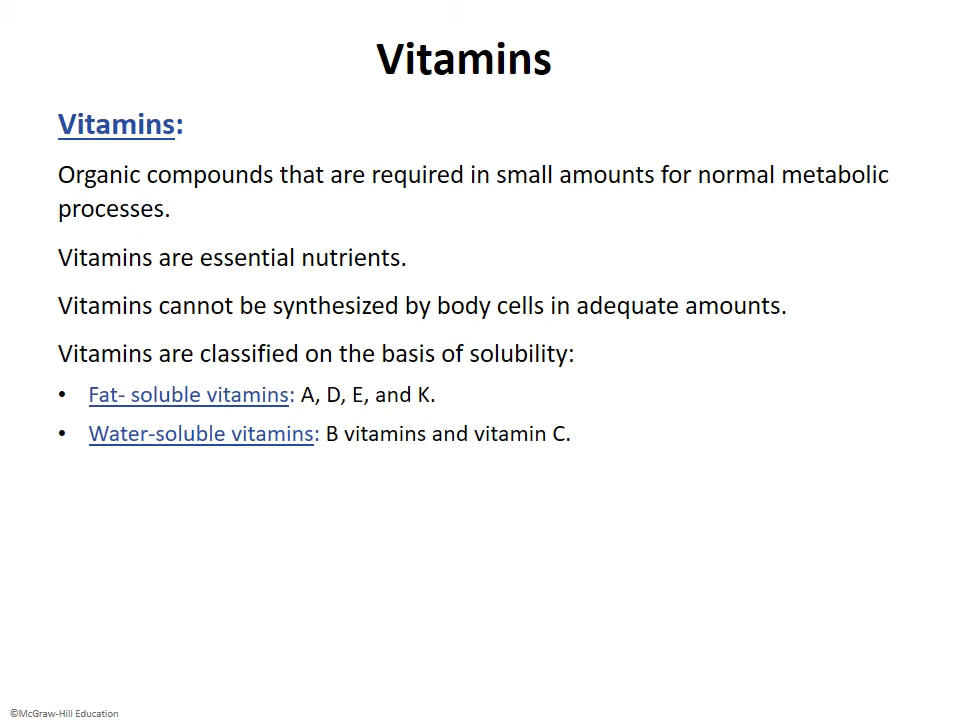 Vitamins
Vitamins:
Organic compounds that are required in small amounts for normal metabolic
processes.
Vitamins are essential nutrients.
Vitamins cannot be synthesized by body cells in adequate amounts.
Vitamins are classified on the basis of solubility:
• Fat- soluble vitamins: A, D, E, and K.
• Water-soluble vitamins: B vitamins and vitamin C.
©McGraw-Hill Education